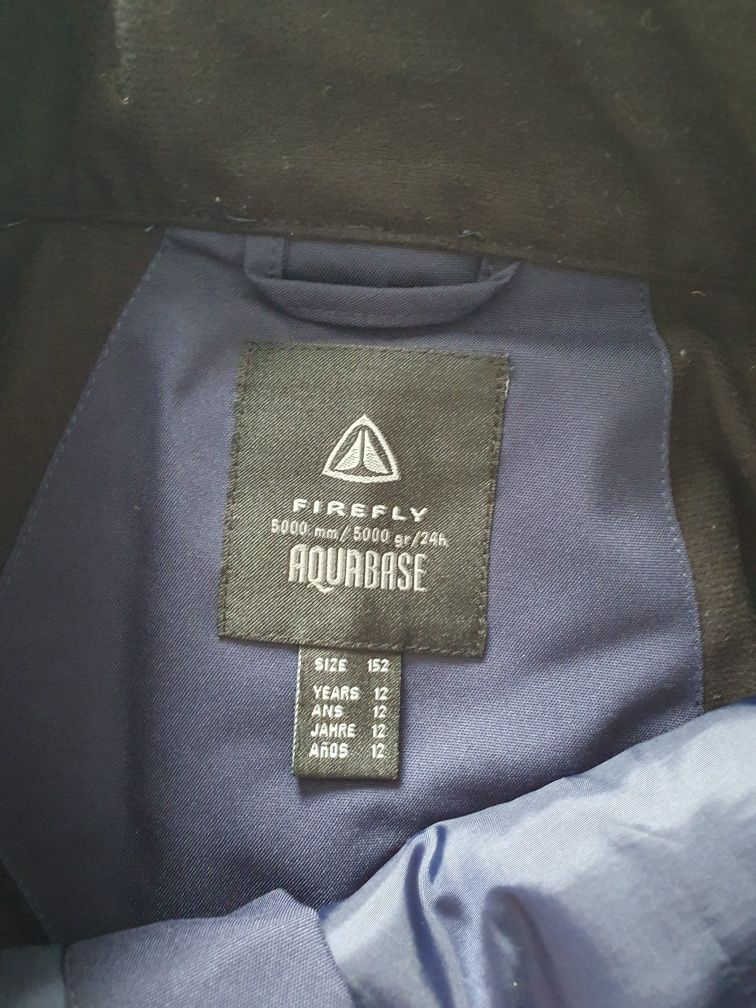 FIREFLY
5000 mm / 5000 gr/24h
AQUABASE
SIZE 152
YEARS 12
ANS 12
JAHRE 12
AÑOS 12